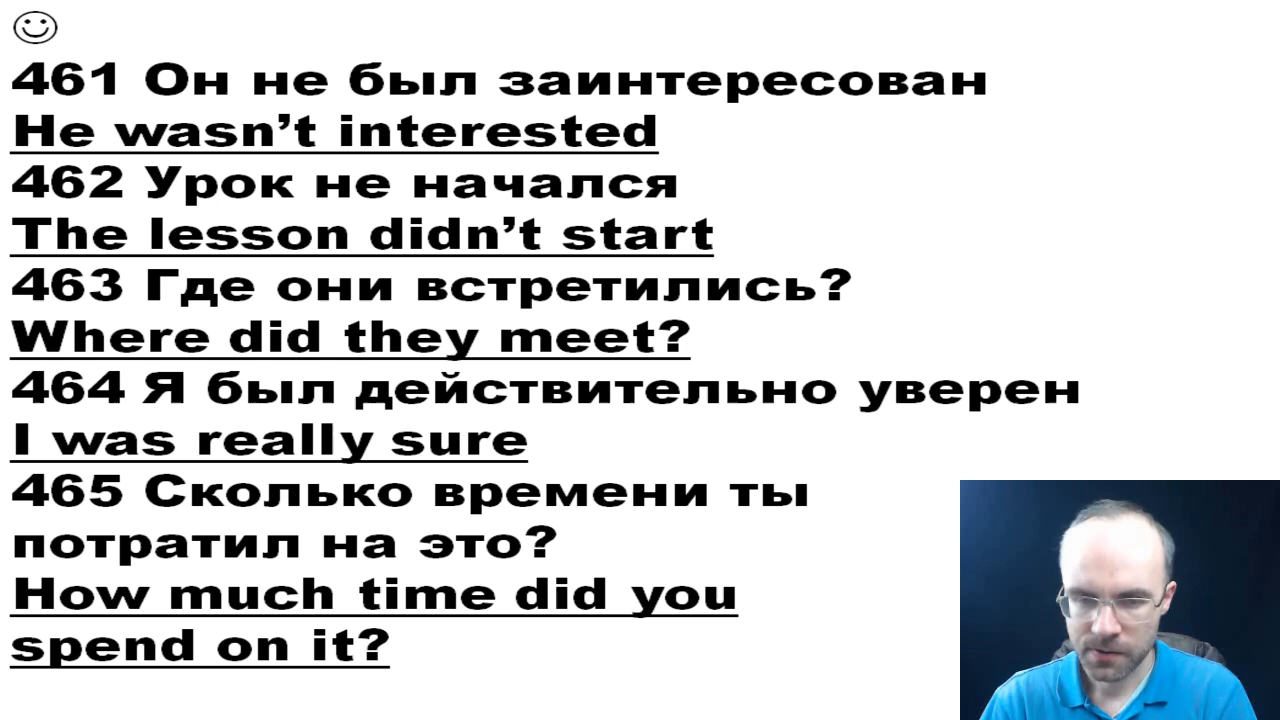 461 Он не был заинтересован
He wasn’t interested
462 Урок не начался
The lesson didn’t start
463 Где они встретились?
Where did they meet?
464 Я был действительно уверен
I was really sure
465 Сколько времени ты
потратил на это?
How much time did you
spend on it?